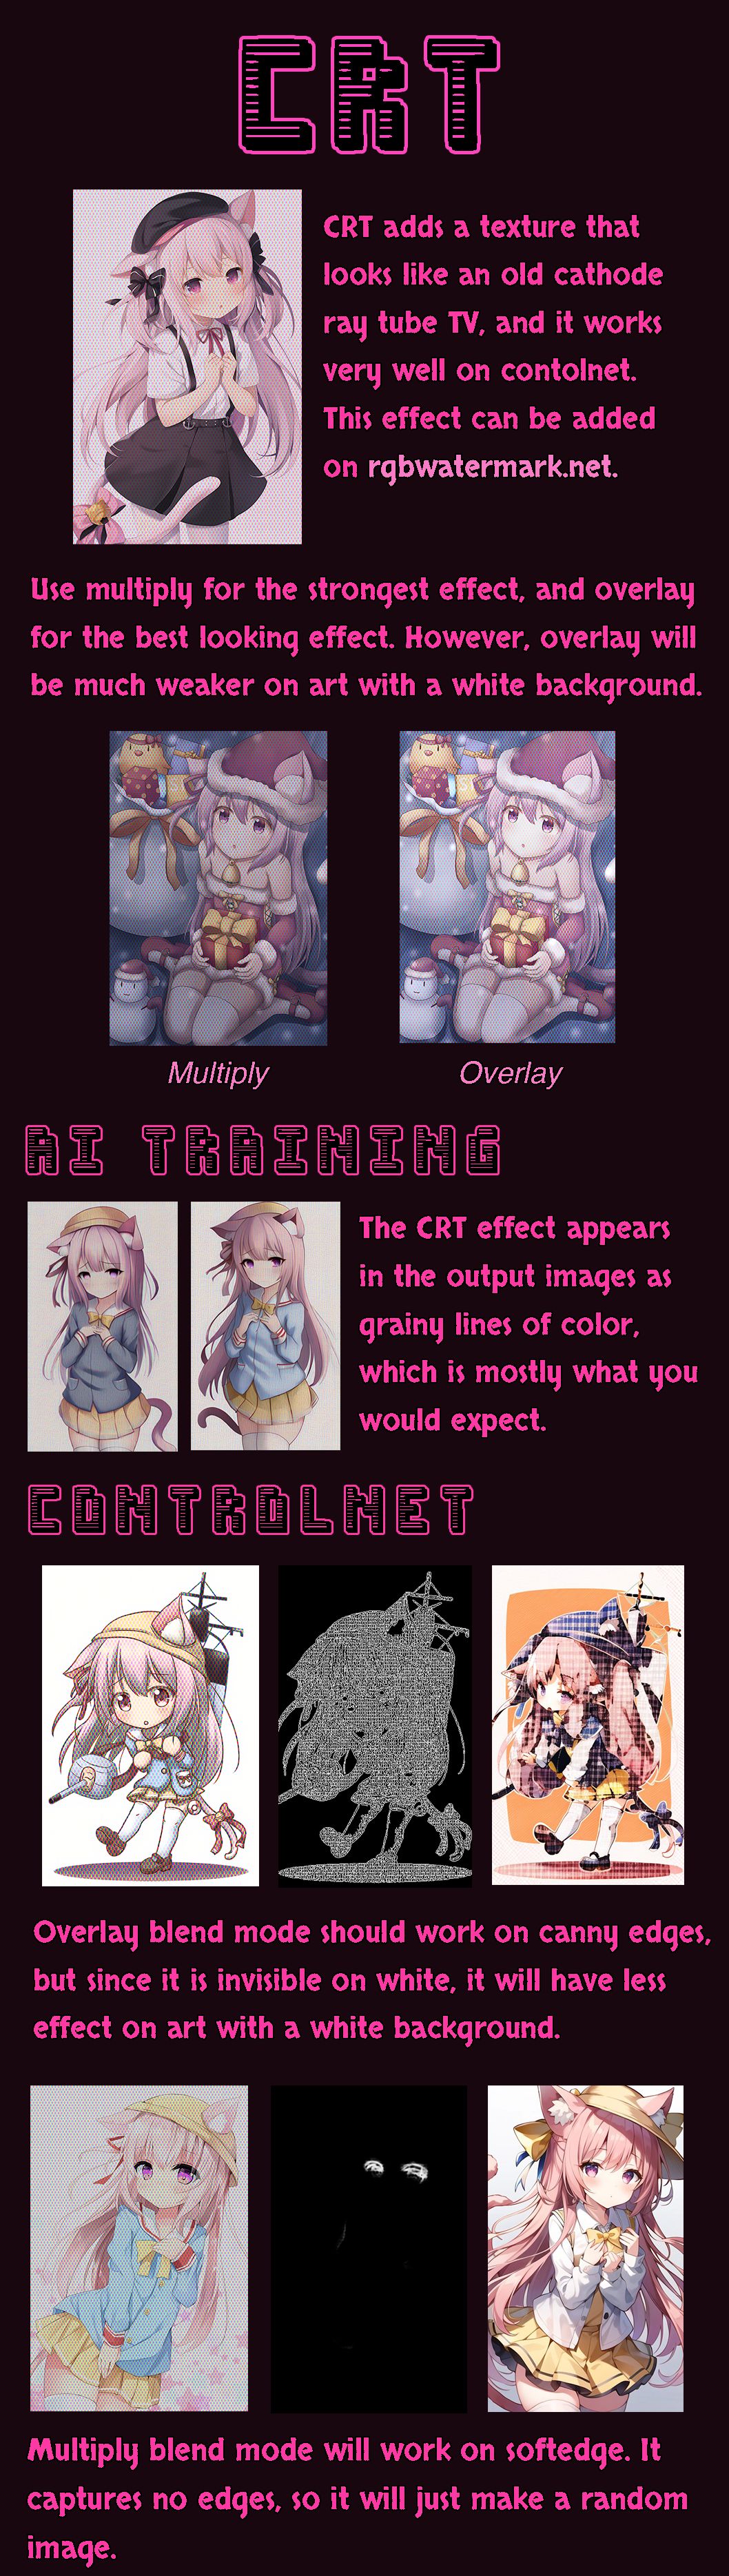 CRT
CRT adds a texture that
looks like an old cathode
ray tube TV, and it works
very well on contolnet.
This effect can be added
on rgbwatermark.net.
Use multiply for the strongest effect, and overlay
for the best looking effect. However, overlay will
be much weaker on art with a white background.
Multiply
Overlay
AI TRAINING
The CRT effect appears
in the output images as
grainy lines of color,
which is mostly what you
would expect.
CONTROLNET
Overlay blend mode should work on canny edges,
but since it is invisible on white, it will have less
effect on art with a white background.
Multiply blend mode will work on softedge. It
captures no edges, so it will just make a random
image.